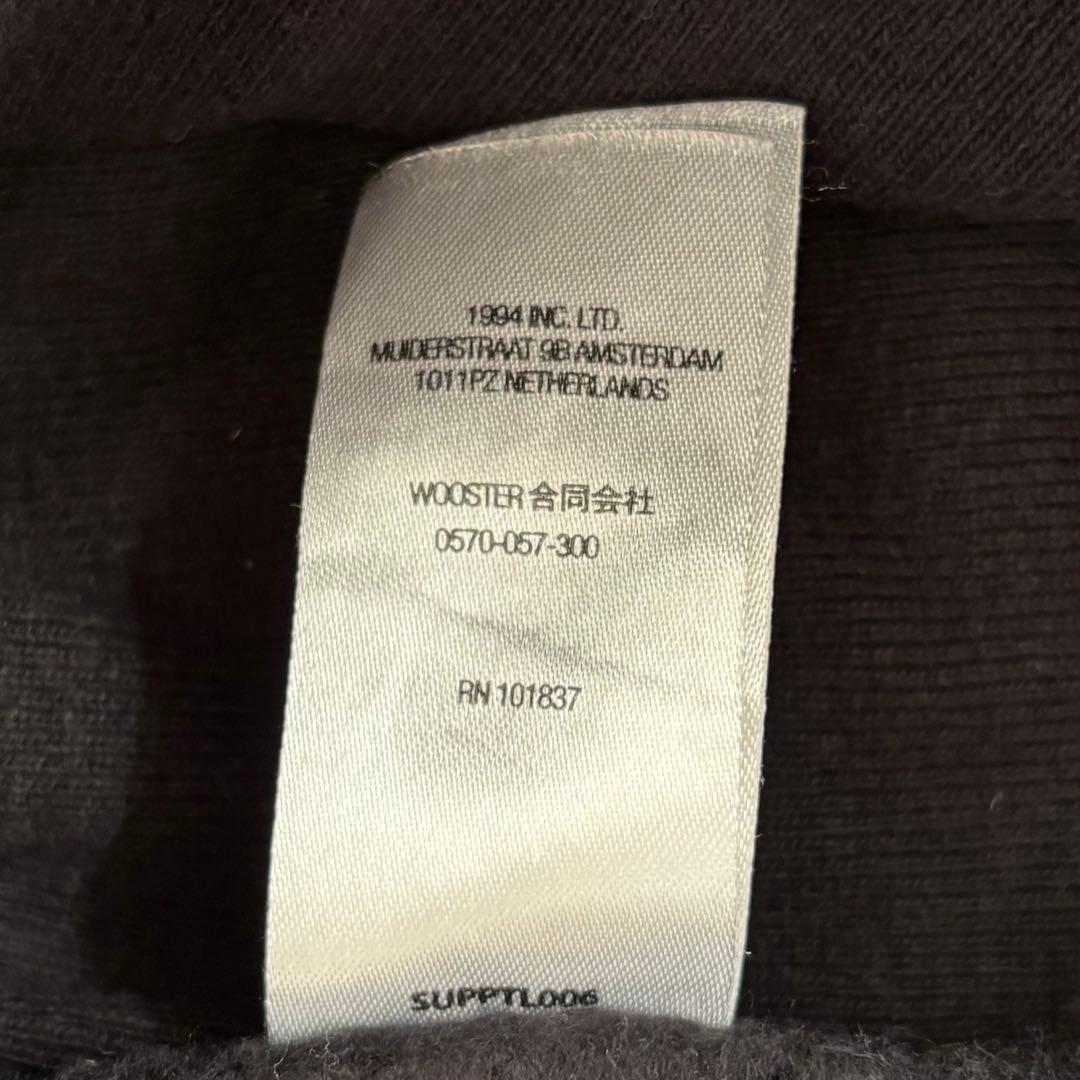 1994 INC. LTD.
MUIDERSTRAAT 9B AMSTERDAM
1011PZ NETHERLANDS
WOOSTER 合同会社
0570-057-300
RN 101837
SUPPTL006